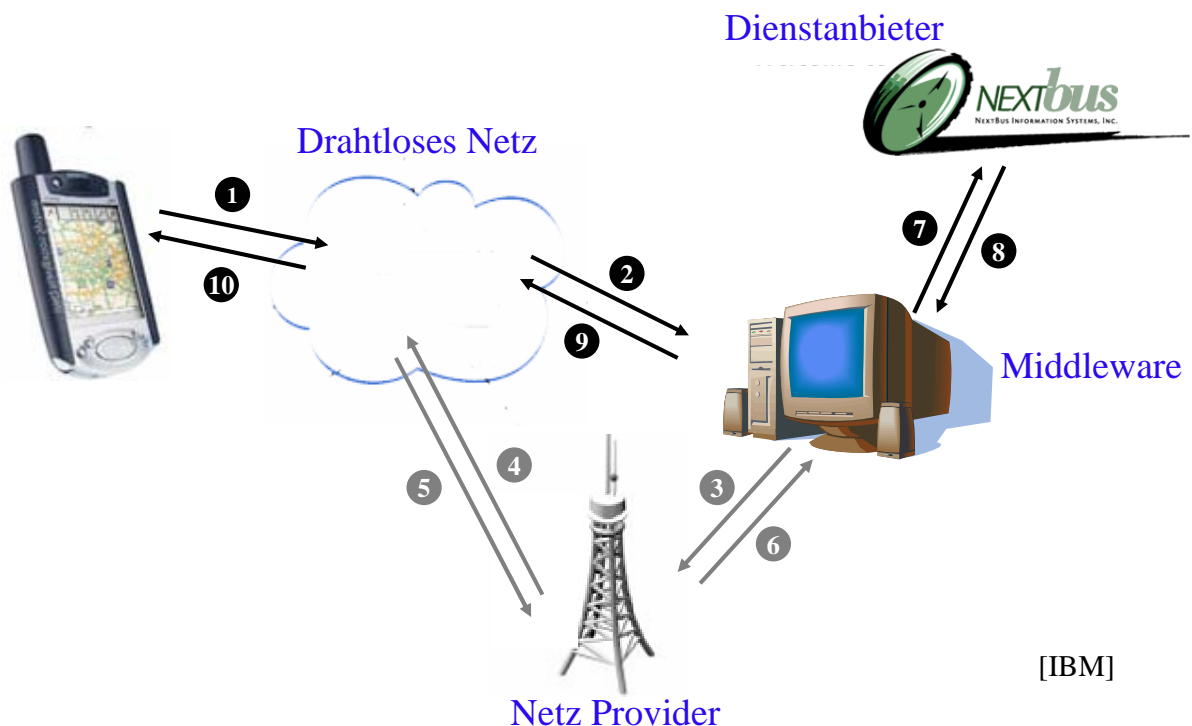 Dienstanbieter
NEXTbus
NEXTBUS INFORMATION SYSTEMS, INC.
Drahtloses Netz
1
10
2
9
7
8
Middleware
4
5
3
6
[IBM]
Netz Provider